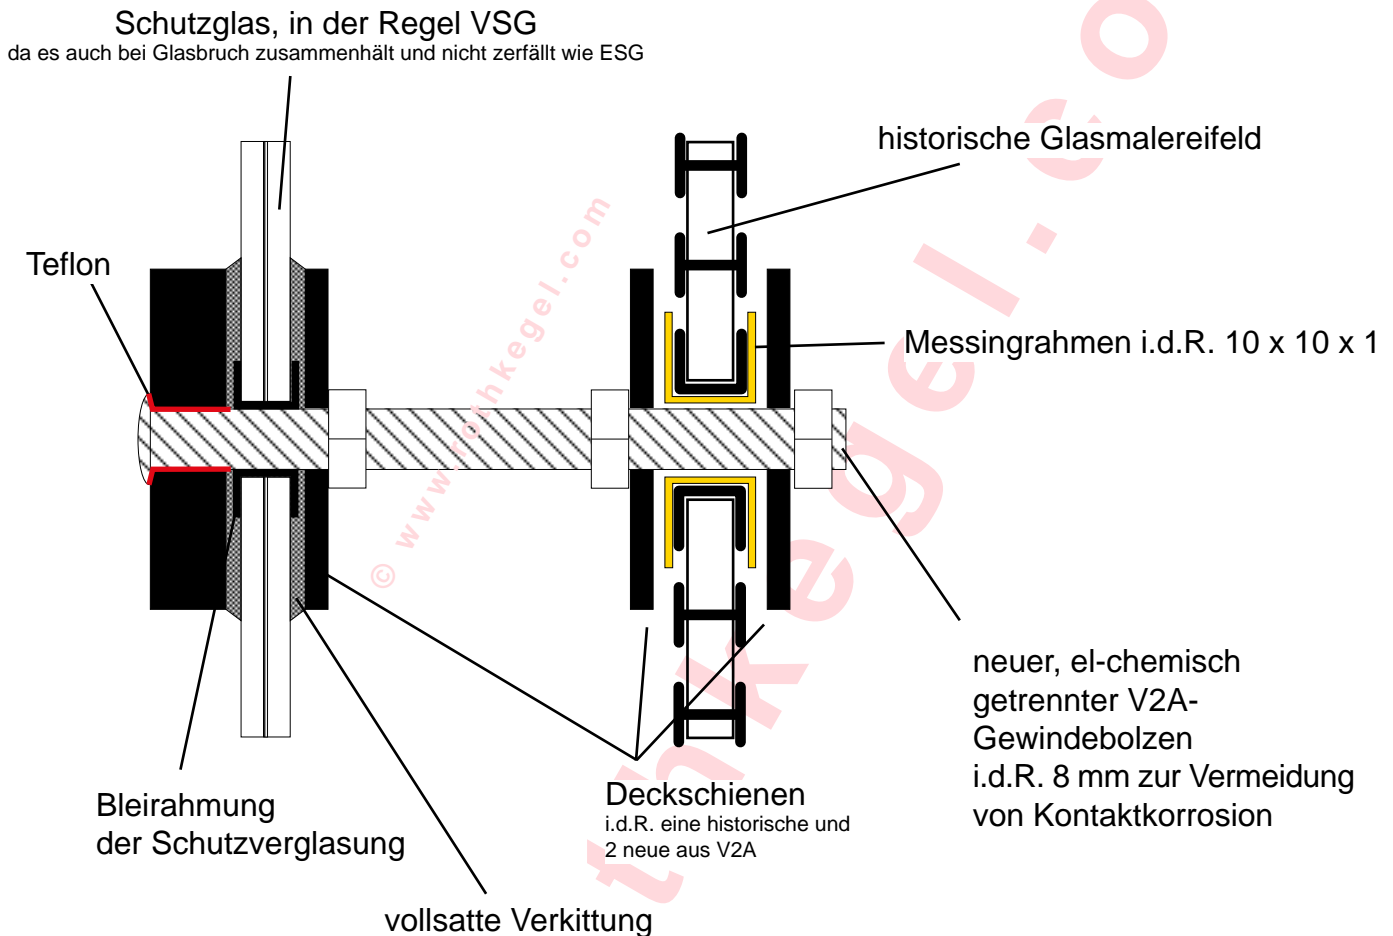 Schutzglas, in der Regel VSG
da es auch bei Glasbruch zusammenhält und nicht zerfällt wie ESG
historische Glasmalereifeld
Teflon
Messingrahmen i.d.R. 10 x 10 x 1
© www.rothkegel.com
neuer, el-chemisch
getrennter V2A-
Gewindebolzen
i.d.R. 8 mm zur Vermeidung
von Kontaktkorrosion
Deckschienen
i.d.R. eine historische und
2 neue aus V2A
Bleirahmung
der Schutzverglasung
vollsatte Verkittung
thkegel.co